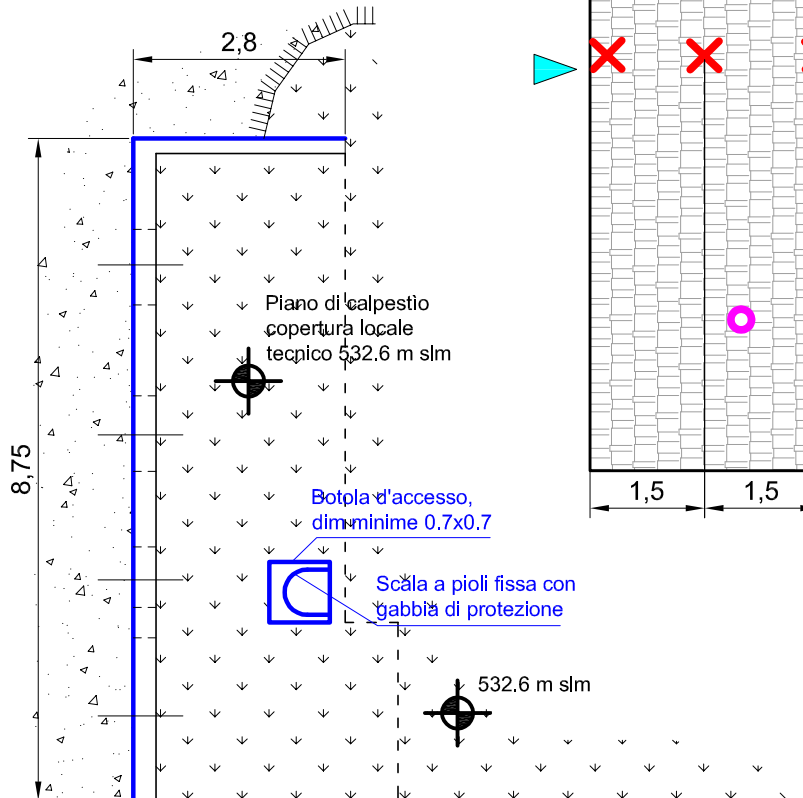 2,8
Piano di calpestio
copertura locale
tecnico 532.6 m slm
8,75
1,5
1,5
Botola d'accesso,
dim minime 0.7x0.7
Scala a pioli fissa con
gabbia di protezione
532.6 m slm